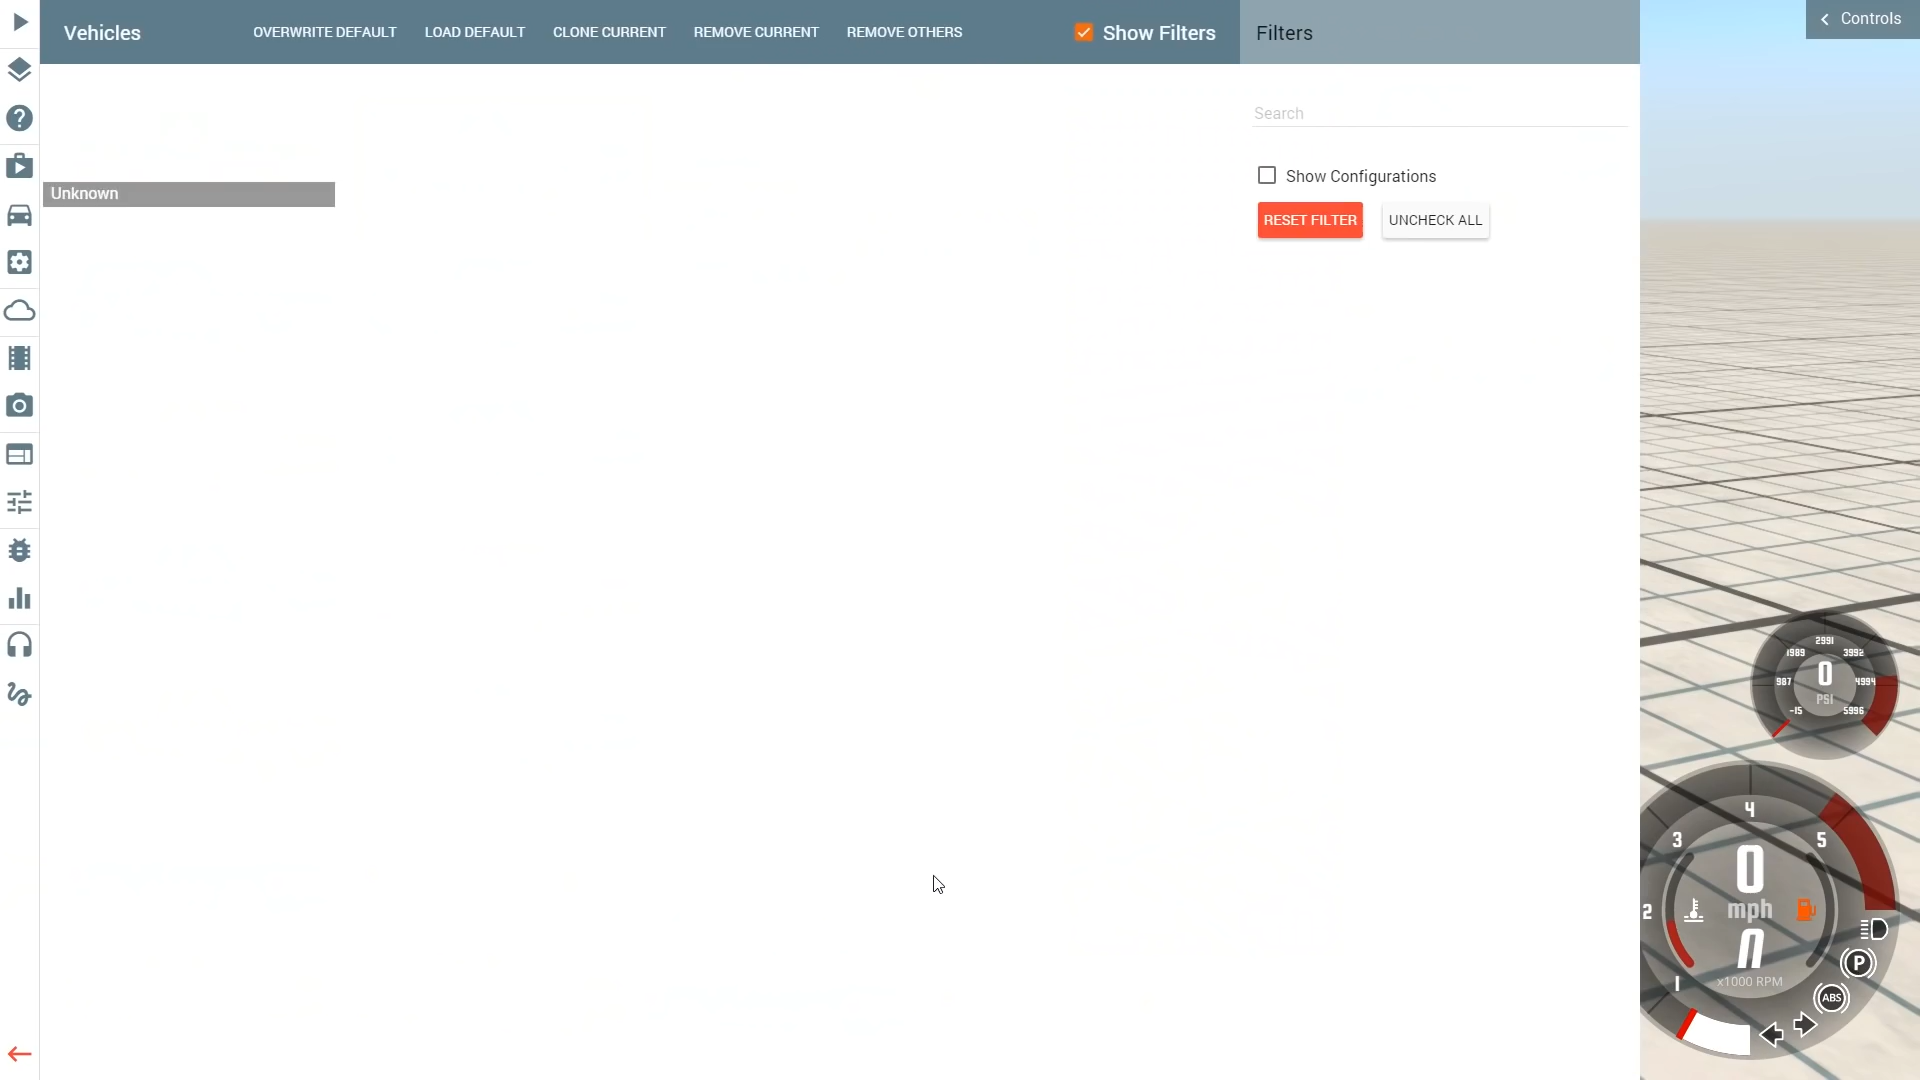 Vehicles
OVERWRITE DEFAULT
LOAD DEFAULT
CLONE CURRENT
REMOVE CURRENT
REMOVE OTHERS
Show Filters
Filters
Controls
Search
Show Configurations
RESET FILTER
UNCHECK ALL
Unknown
2991
1989
3992
0
987
4994
PSI
-15
5996
4
3
5
0
2
mph
n
P
1
x1000 RPM
ABS